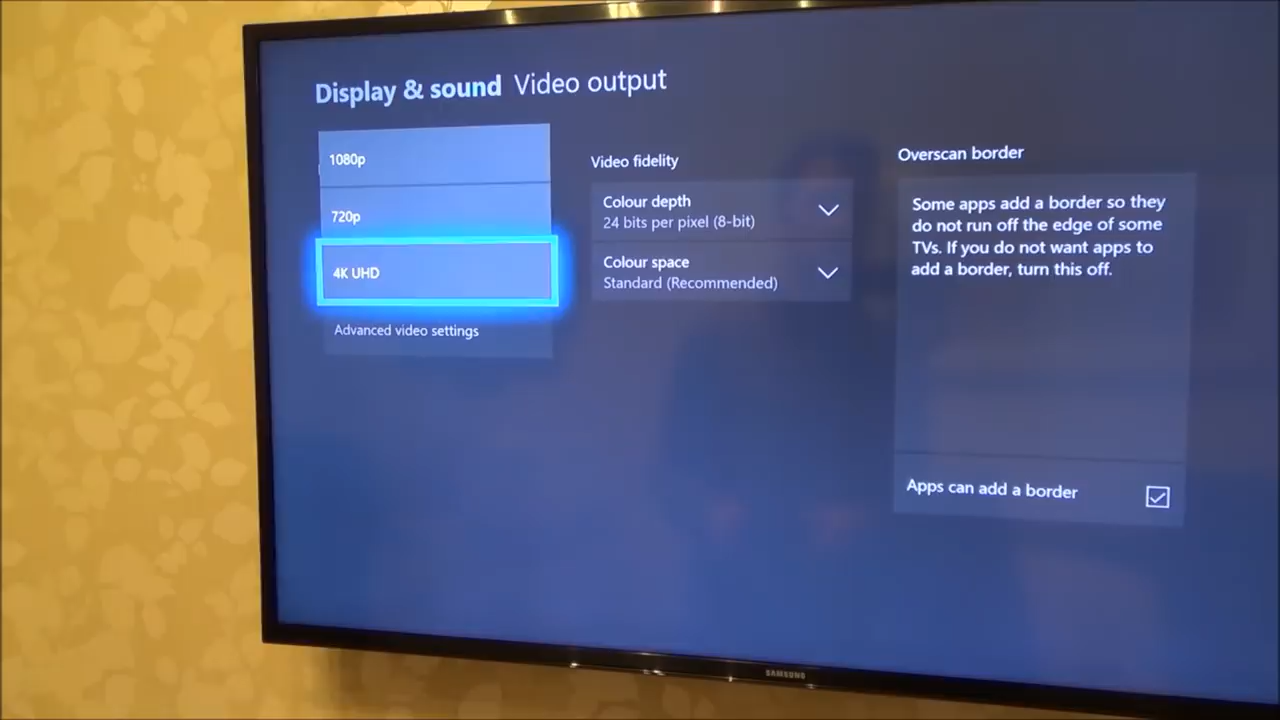 Display & sound Video output
1080p
720p
4K UHD
Advanced video settings
Video fidelity
Colour depth
24 bits per pixel (8-bit)
Colour space
Standard (Recommended)
Overscan border
Some apps add a border so they
do not run off the edge of some
TVs. If you do not want apps to
add a border, turn this off.
Apps can add a border
SAMSUNG